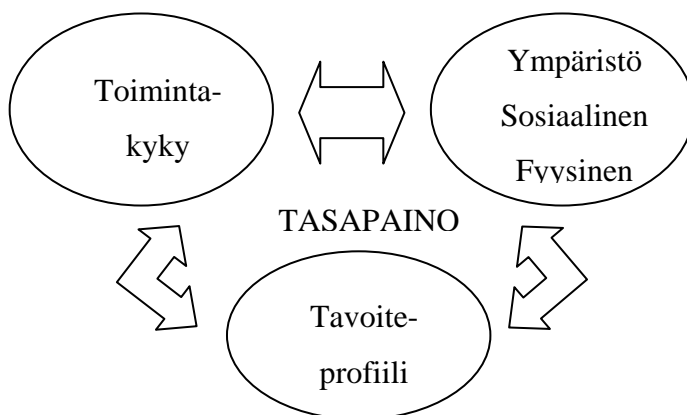 Toiminta-
kyky
Ympäristö
Sosiaalinen
Fyysinen
TASAPAINO
Tavoite-
profiili